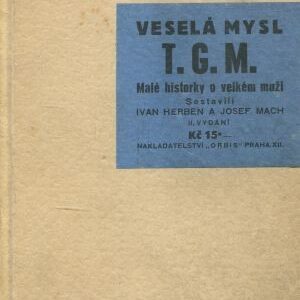 VESELÁ MYSL
T. G. M.
Malé historky o velkém muži
Sestavili
IVAN HERBEN A JOSEF MACH
II. VYDÁNÍ
Kč 15·—
NAKLADATELSTVÍ „ORBIS" PRAHA XII.